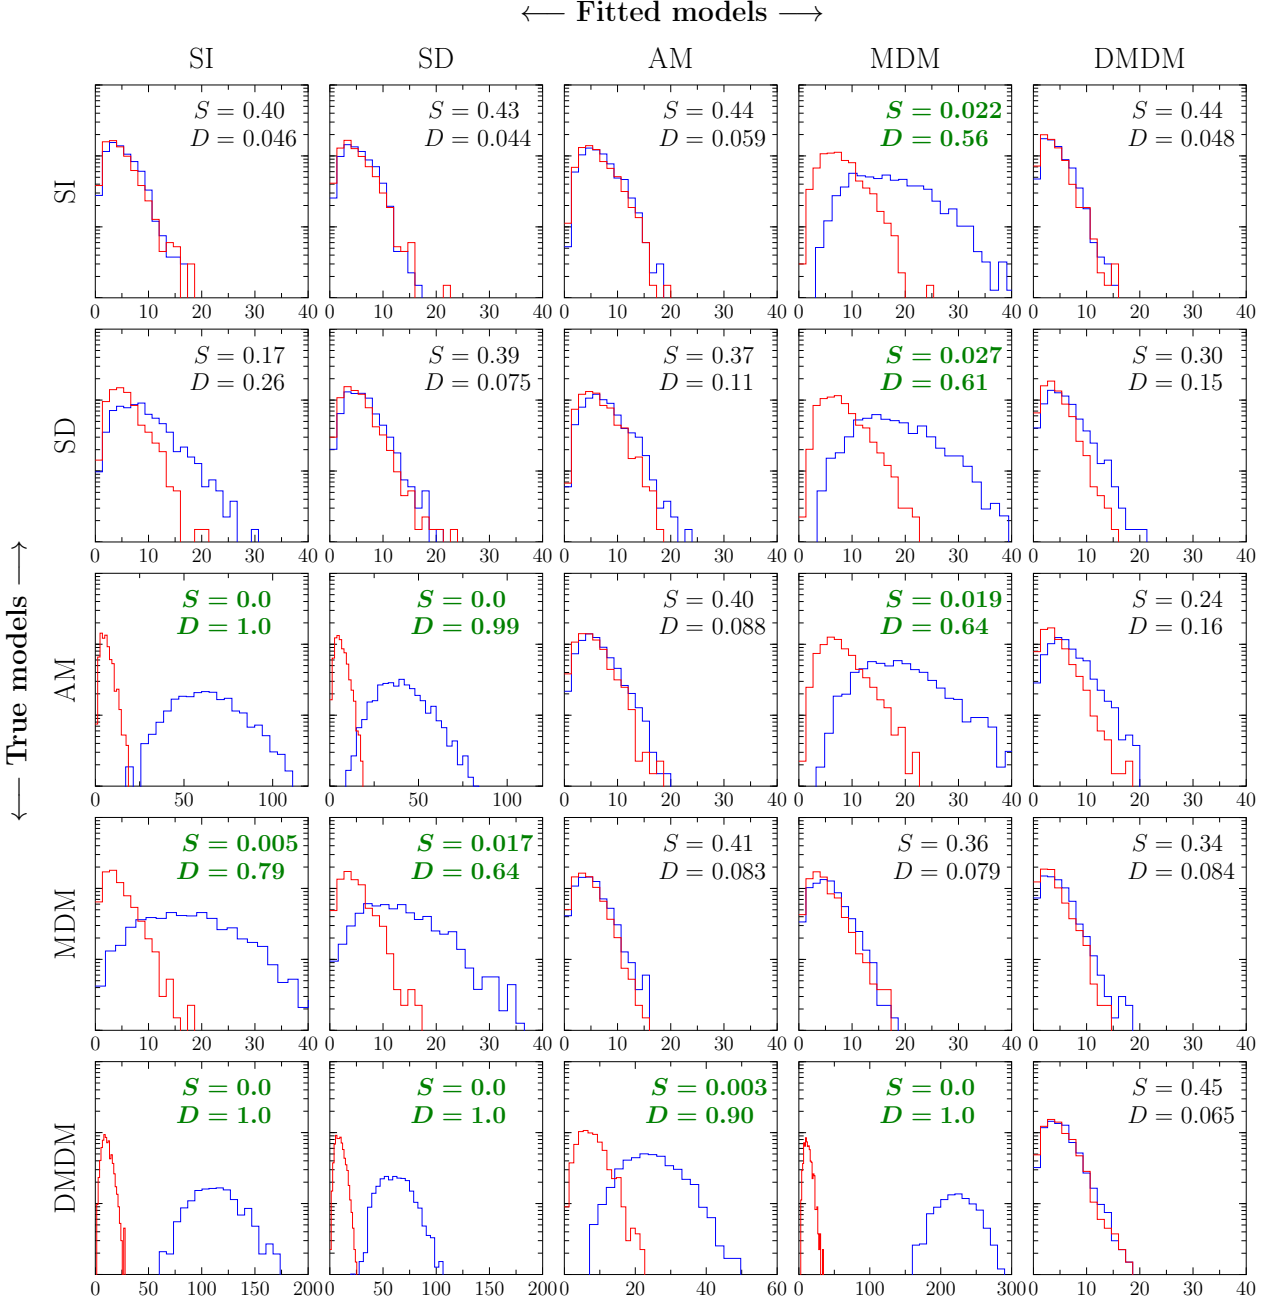 ⟵ Fitted models ⟶
SI SD AM MDM DMDM
⟵ True models ⟶
SI
S = 0.40 S = 0.43 S = 0.44 S = 0.022 S = 0.44
D = 0.046 D = 0.044 D = 0.059 D = 0.56 D = 0.048
0 10 20 30 40 0 10 20 30 40 0 10 20 30 40 0 10 20 30 40 0 10 20 30 40
SD
S = 0.17 S = 0.39 S = 0.37 S = 0.027 S = 0.30
D = 0.26 D = 0.075 D = 0.11 D = 0.61 D = 0.15
0 10 20 30 40 0 10 20 30 40 0 10 20 30 40 0 10 20 30 40 0 10 20 30 40
AM
S = 0.0 S = 0.0 S = 0.40 S = 0.019 S = 0.24
D = 1.0 D = 0.99 D = 0.088 D = 0.64 D = 0.16
0 50 100 0 50 100 0 10 20 30 40 0 10 20 30 40 0 10 20 30 40
MDM
S = 0.005 S = 0.017 S = 0.41 S = 0.36 S = 0.34
D = 0.79 D = 0.64 D = 0.083 D = 0.079 D = 0.084
0 10 20 30 40 0 10 20 30 40 0 10 20 30 40 0 10 20 30 40 0 10 20 30 40
DMDM
S = 0.0 S = 0.0 S = 0.003 S = 0.0 S = 0.45
D = 1.0 D = 1.0 D = 0.90 D = 1.0 D = 0.065
0 50 100 150 200 0 50 100 150 200 0 20 40 60 0 100 200 300 0 10 20 30 40